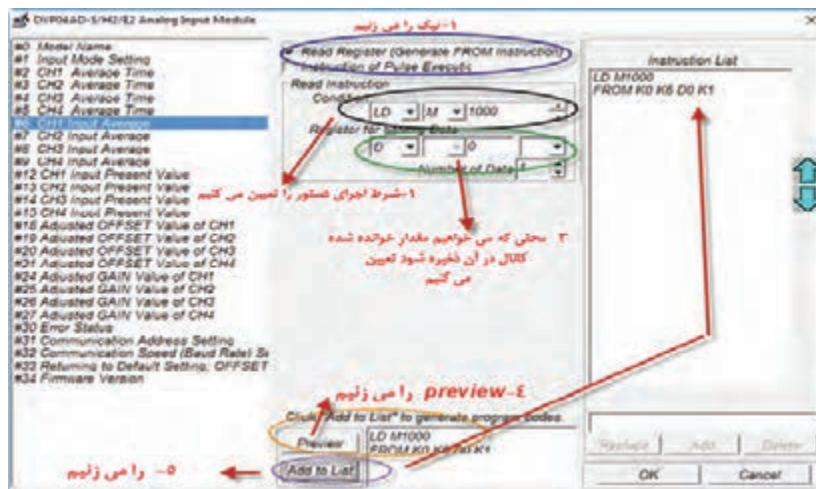 DVP04AD-S/H2/E2 Analog Input Module
۱-تیک را می زنیم
#0 Model Name
#1 Input Mode Setting
#2 CH1 Average Time
#3 CH2 Average Time
#4 CH3 Average Time
#5 CH4 Average Time
#6 CH1 Input Average
#7 CH2 Input Average
#8 CH3 Input Average
#9 CH4 Input Average
#12 CH1 Input Present Value
#13 CH2 Input Present Value
#14 CH3 Input Present Value
#15 CH4 Input Present Value
#18 Adjusted OFFSET Value of CH1
#19 Adjusted OFFSET Value of CH2
#20 Adjusted OFFSET Value of CH3
#21 Adjusted OFFSET Value of CH4
#24 Adjusted GAIN Value of CH1
#25 Adjusted GAIN Value of CH2
#26 Adjusted GAIN Value of CH3
#27 Adjusted GAIN Value of CH4
#30 Error Status
#31 Communication Address Setting
#32 Communication Speed (Baud Rate) Se
#33 Returning to Default Setting; OFFSET
#34 Firmware Version
Read Register (Generate FROM Instruction)
Instruction of Pulse Execute
Read Instruction
Condition
LD M 1000
Register for Saving Data
D 0
Number of Data 1
شرط اجرای دستور را تعیین می کنیم
۳ محلی که می خواهیم مقدار خوانده شده
کانال در آن ذخیره شود تعیین
می کنیم
٤-preview را می زنیم
Click "Add to List" to generate program codes.
Preview
LD M1000
FROM K0 K6 D0 K1
Add to List
۵- را می زنیم
Instruction List
LD M1000
FROM K0 K6 D0 K1
Replace Add Delete
OK Cancel